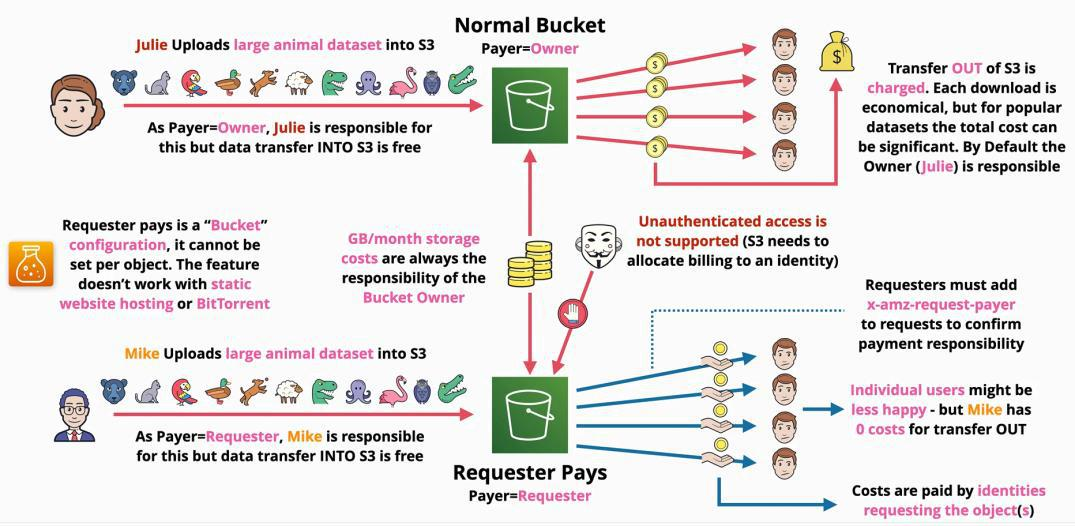 Normal Bucket
Payer=Owner
Julie Uploads large animal dataset into S3
As Payer=Owner, Julie is responsible for
this but data transfer INTO S3 is free
$
$
$
$
$
Transfer OUT of S3 is
charged. Each download is
economical, but for popular
datasets the total cost can
be significant. By Default the
Owner (Julie) is responsible
Requester pays is a “Bucket”
configuration, it cannot be
set per object. The feature
doesn’t work with static
website hosting or BitTorrent
GB/month storage
costs are always the
responsibility of the
Bucket Owner
Unauthenticated access is
not supported (S3 needs to
allocate billing to an identity)
Requesters must add
x-amz-request-payer
to requests to confirm
payment responsibility
Mike Uploads large animal dataset into S3
As Payer=Requester, Mike is responsible
for this but data transfer INTO S3 is free
Requester Pays
Payer=Requester
Individual users might be
less happy - but Mike has
0 costs for transfer OUT
Costs are paid by identities
requesting the object(s)